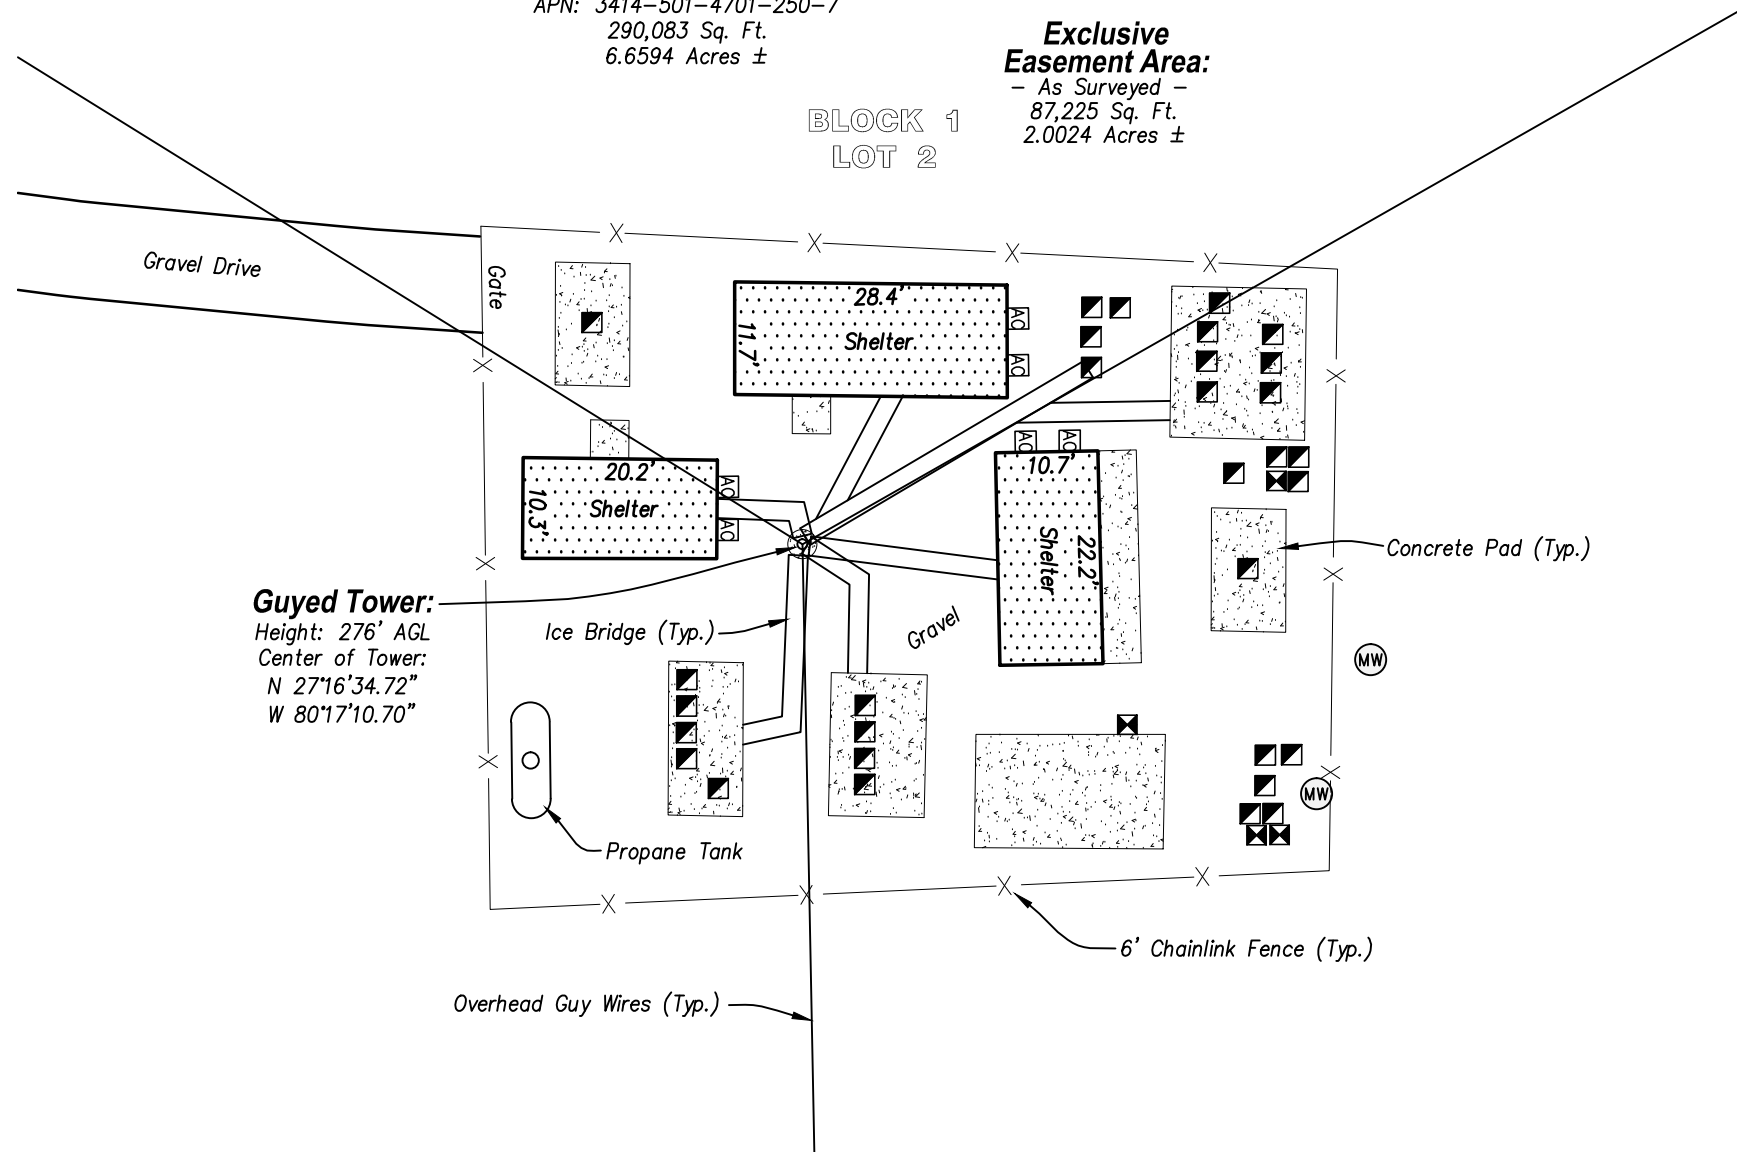 APN: 3414-501-4701-250-7
290,083 Sq. Ft.
6.6594 Acres ±
Exclusive
Easement Area:
- As Surveyed -
87,225 Sq. Ft.
2.0024 Acres ±
BLOCK 1
LOT 2
Gravel Drive
Gate
28.4'
11.7'
Shelter
AC
AC
AC
AC
10.7'
22.2'
Shelter
20.2'
10.3'
Shelter
AC
AC
Concrete Pad (Typ.)
Guyed Tower:
Height: 276' AGL
Center of Tower:
N 27°16'34.72"
W 80°17'10.70"
Ice Bridge (Typ.)
Gravel
MW
MW
Propane Tank
6' Chainlink Fence (Typ.)
Overhead Guy Wires (Typ.)